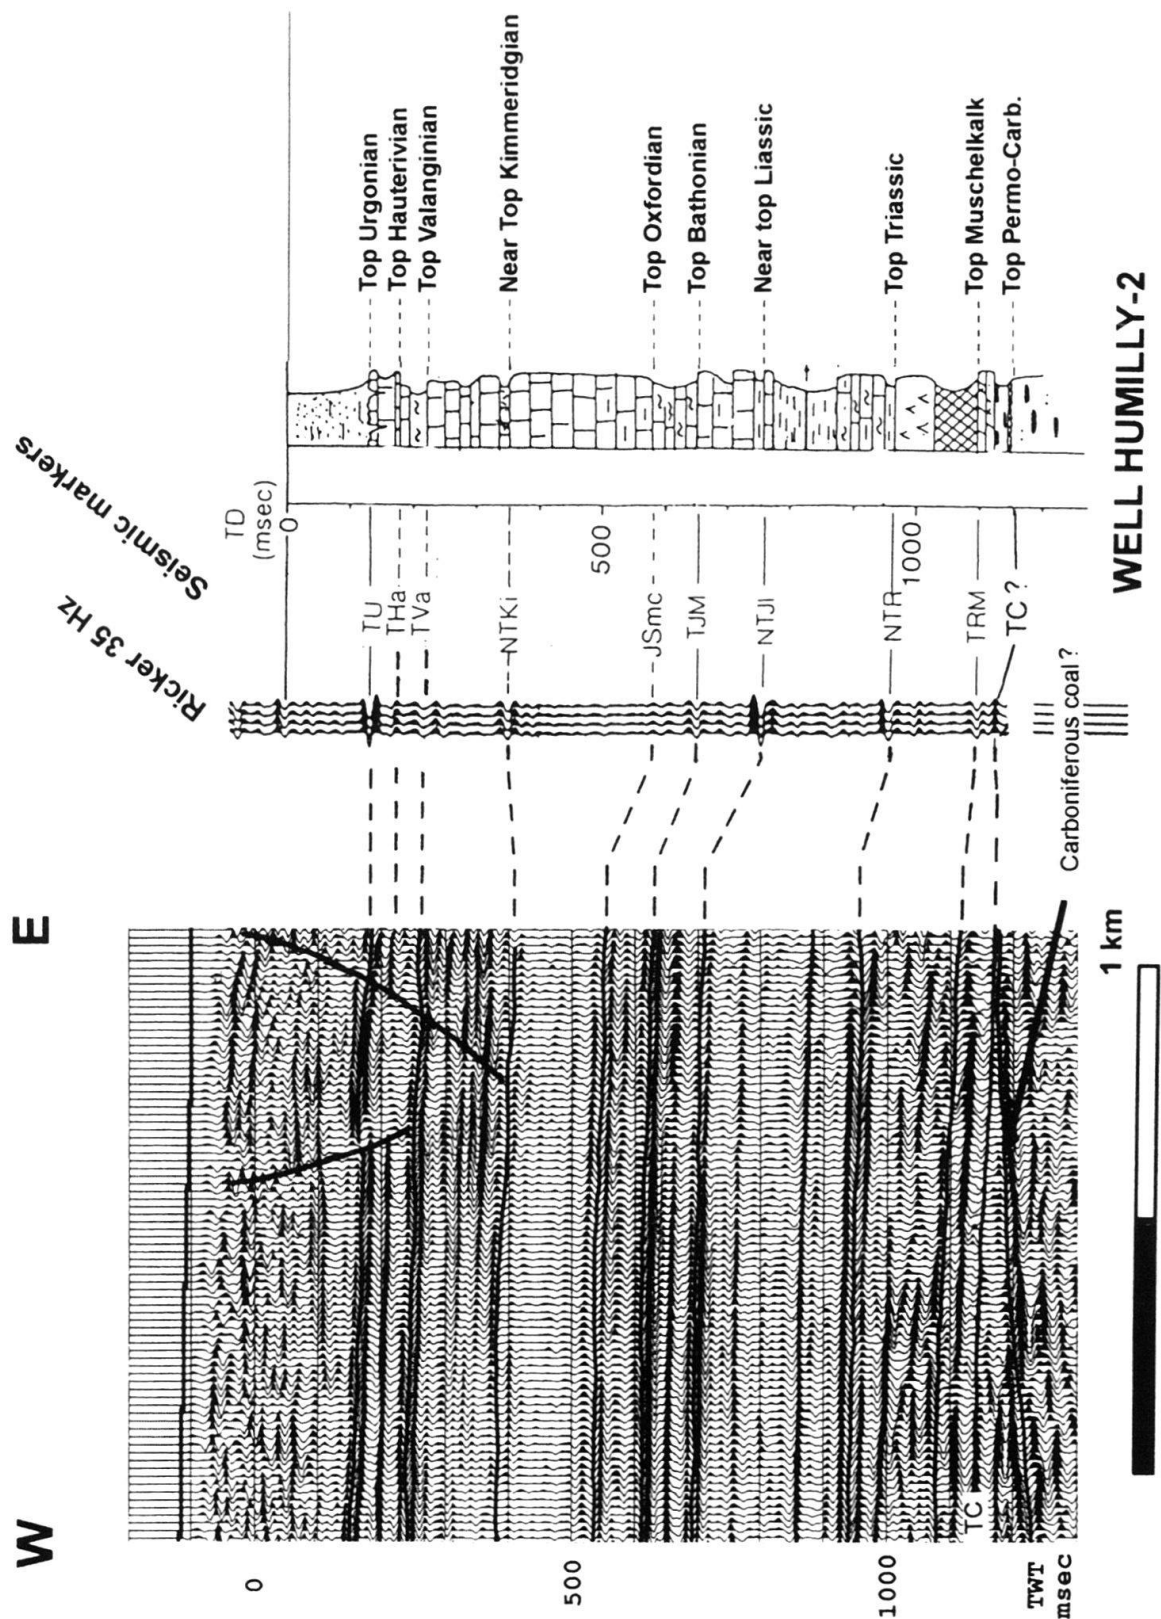 W
E
0
500
1000
TWT
msec
TC
1 km
Ricker 35 Hz
Seismic markers
TD
(msec)
0
500
1000
TU
THa
TVa
NTKi
JSmc
TJM
NTJl
NTR
TRM
TC ?
Carboniferous coal?
Top Urgonian
Top Hauterivian
Top Valanginian
Near Top Kimmeridgian
Top Oxfordian
Top Bathonian
Near top Liassic
Top Triassic
Top Muschelkalk
Top Permo-Carb.
WELL HUMILLY-2